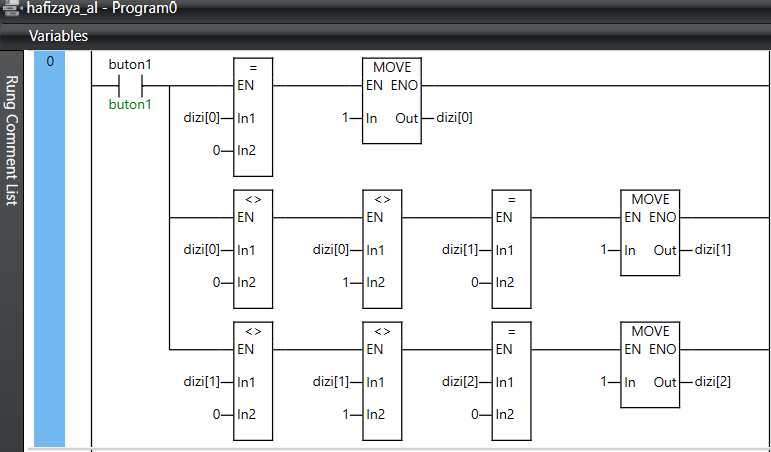 hafizaya_al - Program0
Variables
Rung Comment List
0
buton1
buton1
=
EN
dizi[0] In1
0 In2
MOVE
EN ENO
1 In Out dizi[0]
<>
EN
dizi[0] In1
0 In2
<>
EN
dizi[0] In1
1 In2
=
EN
dizi[1] In1
0 In2
MOVE
EN ENO
1 In Out dizi[1]
<>
EN
dizi[1] In1
0 In2
<>
EN
dizi[1] In1
1 In2
=
EN
dizi[2] In1
0 In2
MOVE
EN ENO
1 In Out dizi[2]